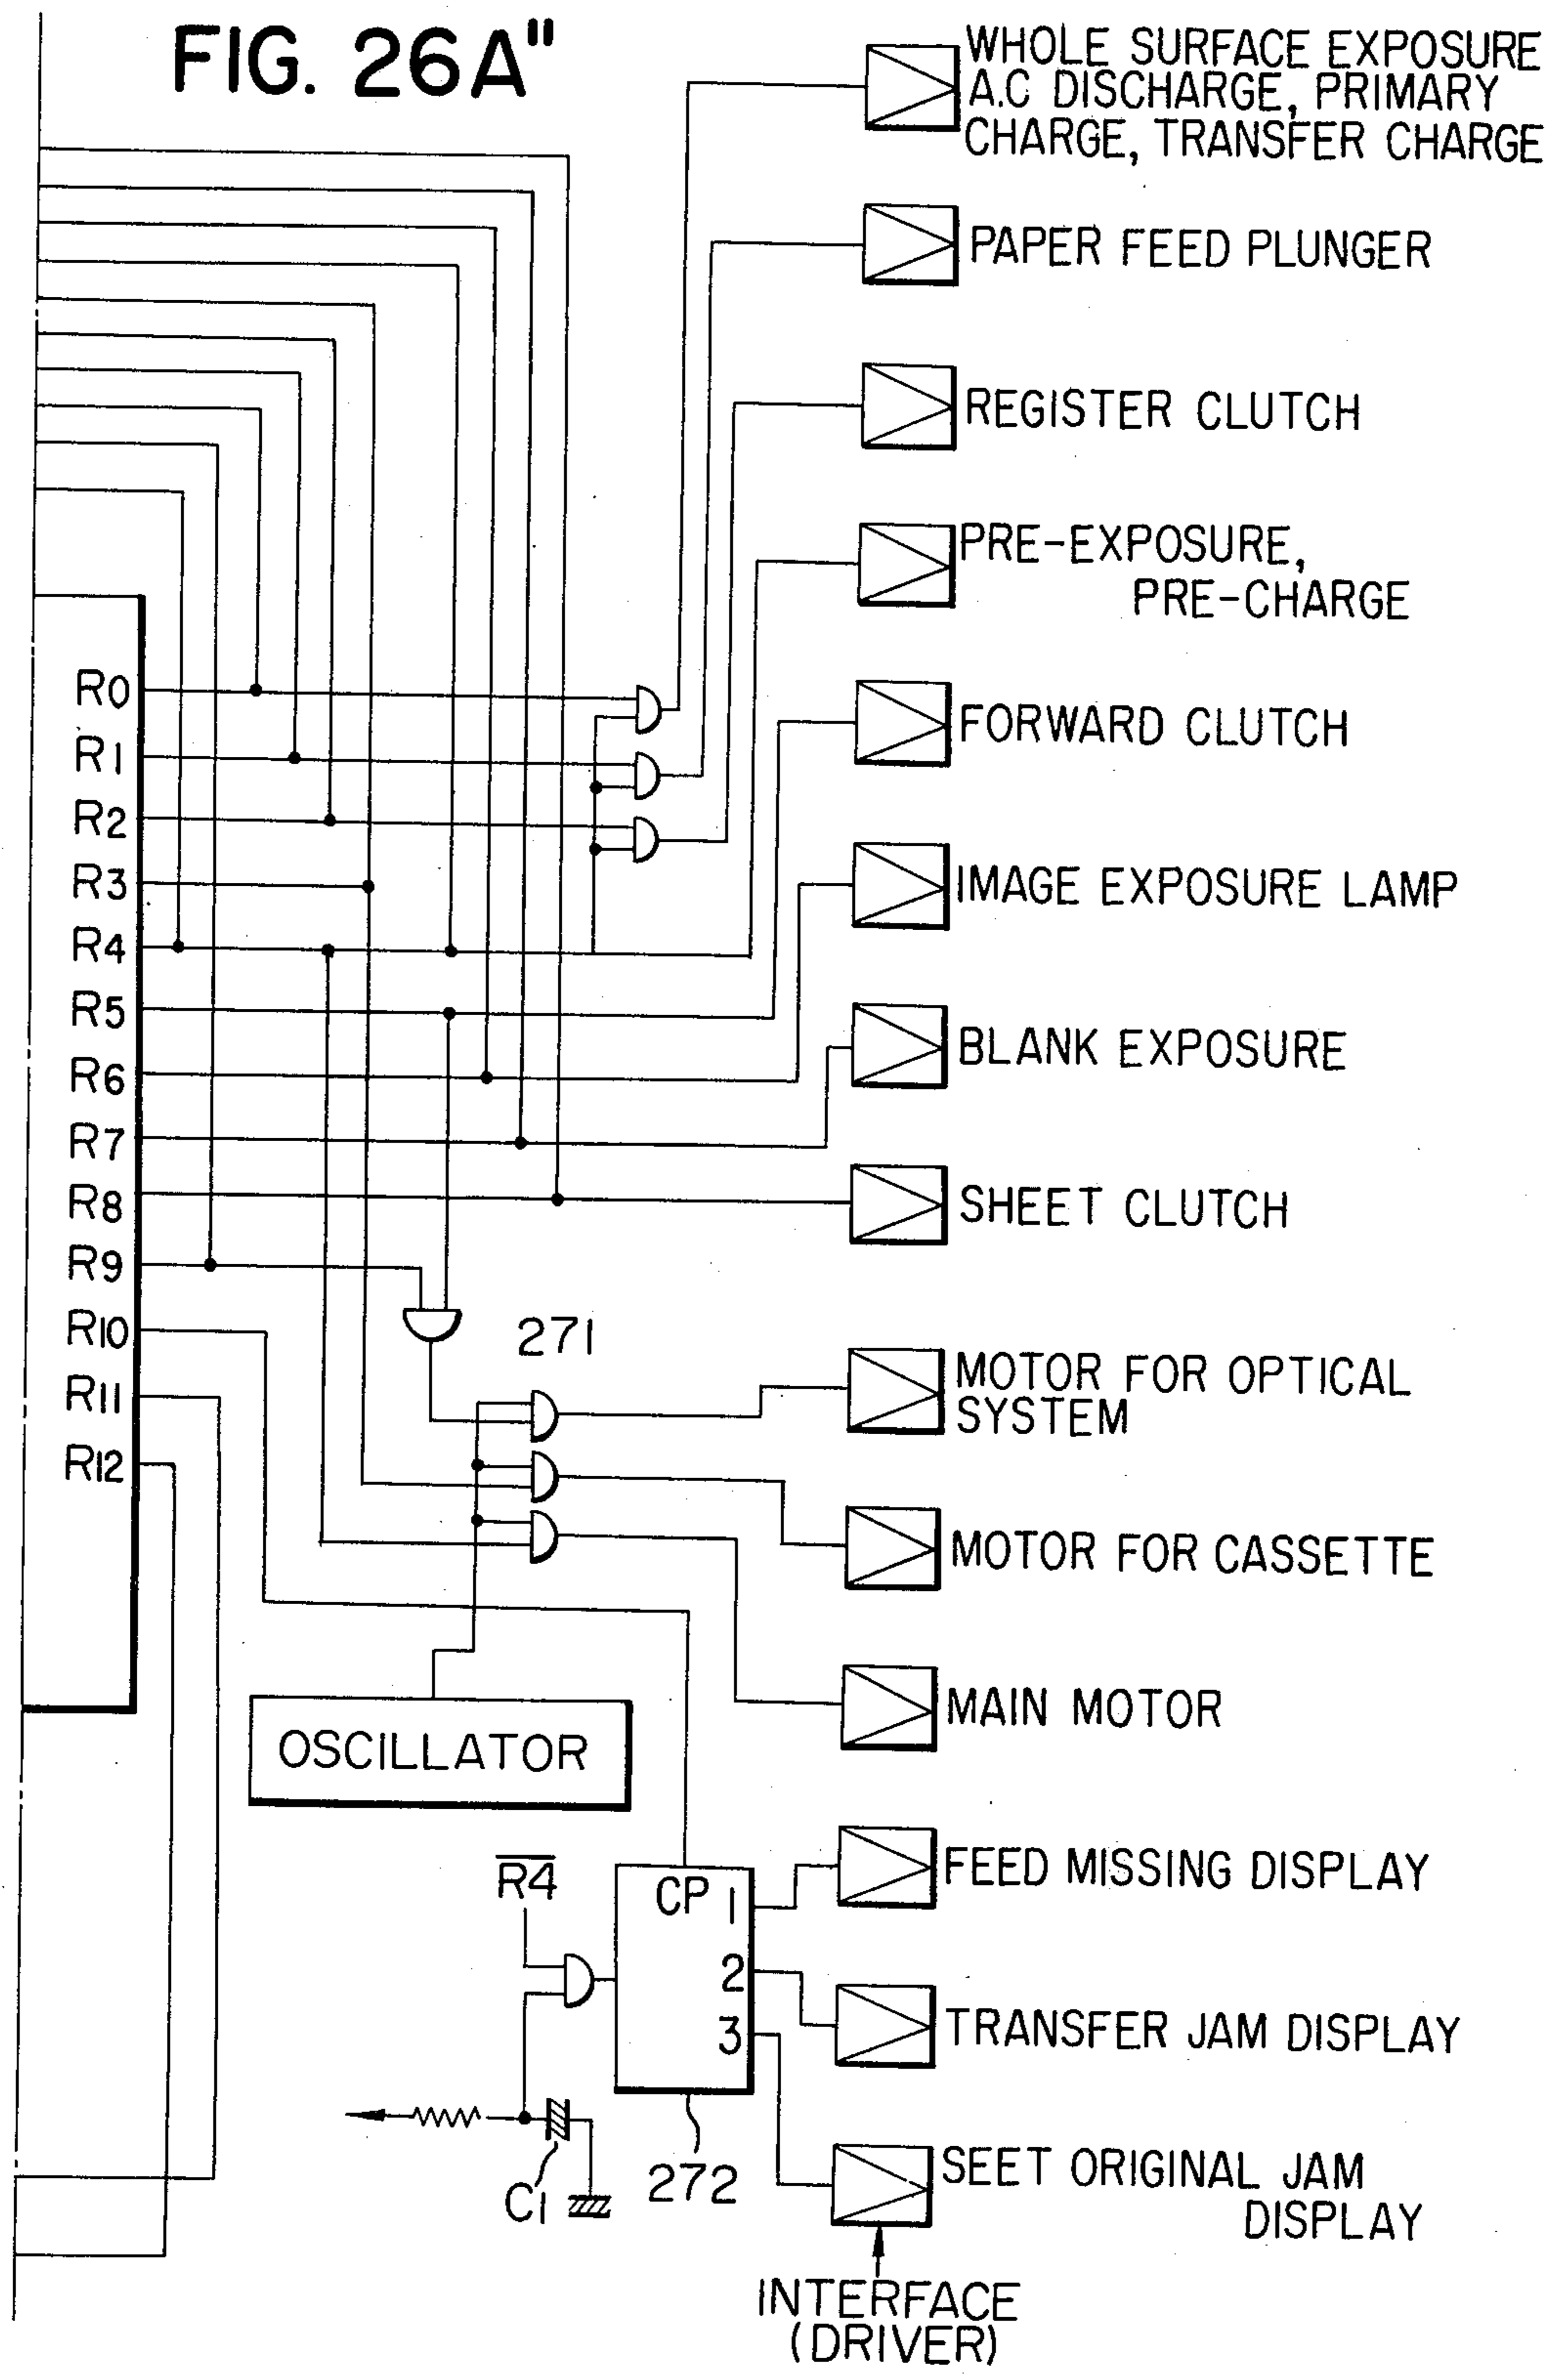 FIG. 26A"
WHOLE SURFACE EXPOSURE
A.C DISCHARGE, PRIMARY
CHARGE, TRANSFER CHARGE
PAPER FEED PLUNGER
REGISTER CLUTCH
PRE-EXPOSURE,
PRE-CHARGE
FORWARD CLUTCH
IMAGE EXPOSURE LAMP
BLANK EXPOSURE
SHEET CLUTCH
MOTOR FOR OPTICAL
SYSTEM
MOTOR FOR CASSETTE
MAIN MOTOR
FEED MISSING DISPLAY
TRANSFER JAM DISPLAY
SEET ORIGINAL JAM
DISPLAY
INTERFACE
(DRIVER)
R0
R1
R2
R3
R4
R5
R6
R7
R8
R9
R10
R11
R12
271
OSCILLATOR
R4
CP 1
2
3
C1
272